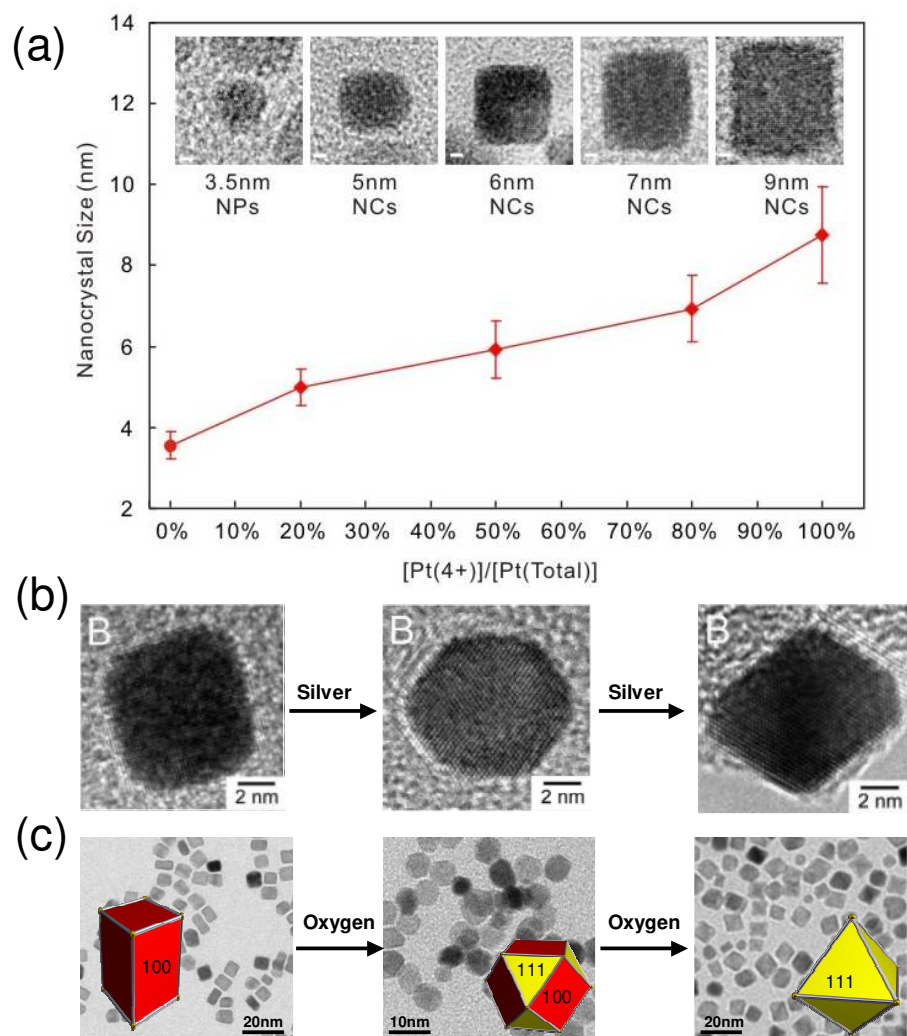 (a)
14
12
10
8
6
4
2
Nanocrystal Size (nm)
3.5nm 5nm 6nm 7nm 9nm
NPs NCs NCs NCs NCs
0% 10% 20% 30% 40% 50% 60% 70% 80% 90% 100%
[Pt(4+)]/[Pt(Total)]
(b)
B Silver B Silver B
2 nm 2 nm 2 nm
(c)
Oxygen Oxygen
100 111 100 111
20nm 10nm 20nm